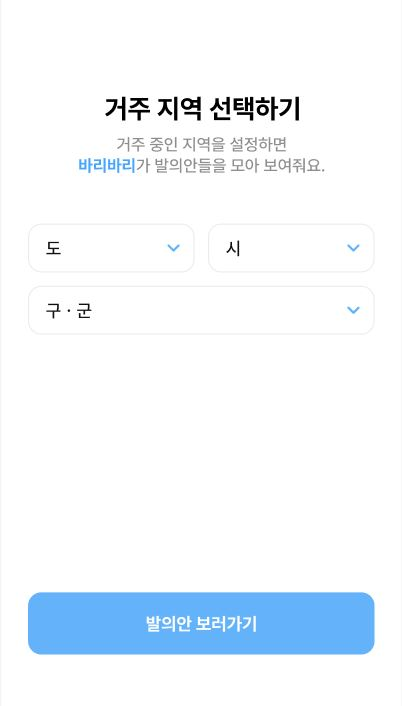 거주 지역 선택하기
거주 중인 지역을 설정하면
바리바리가 발의안들을 모아 보여줘요.
도
시
구 · 군
발의안 보러가기